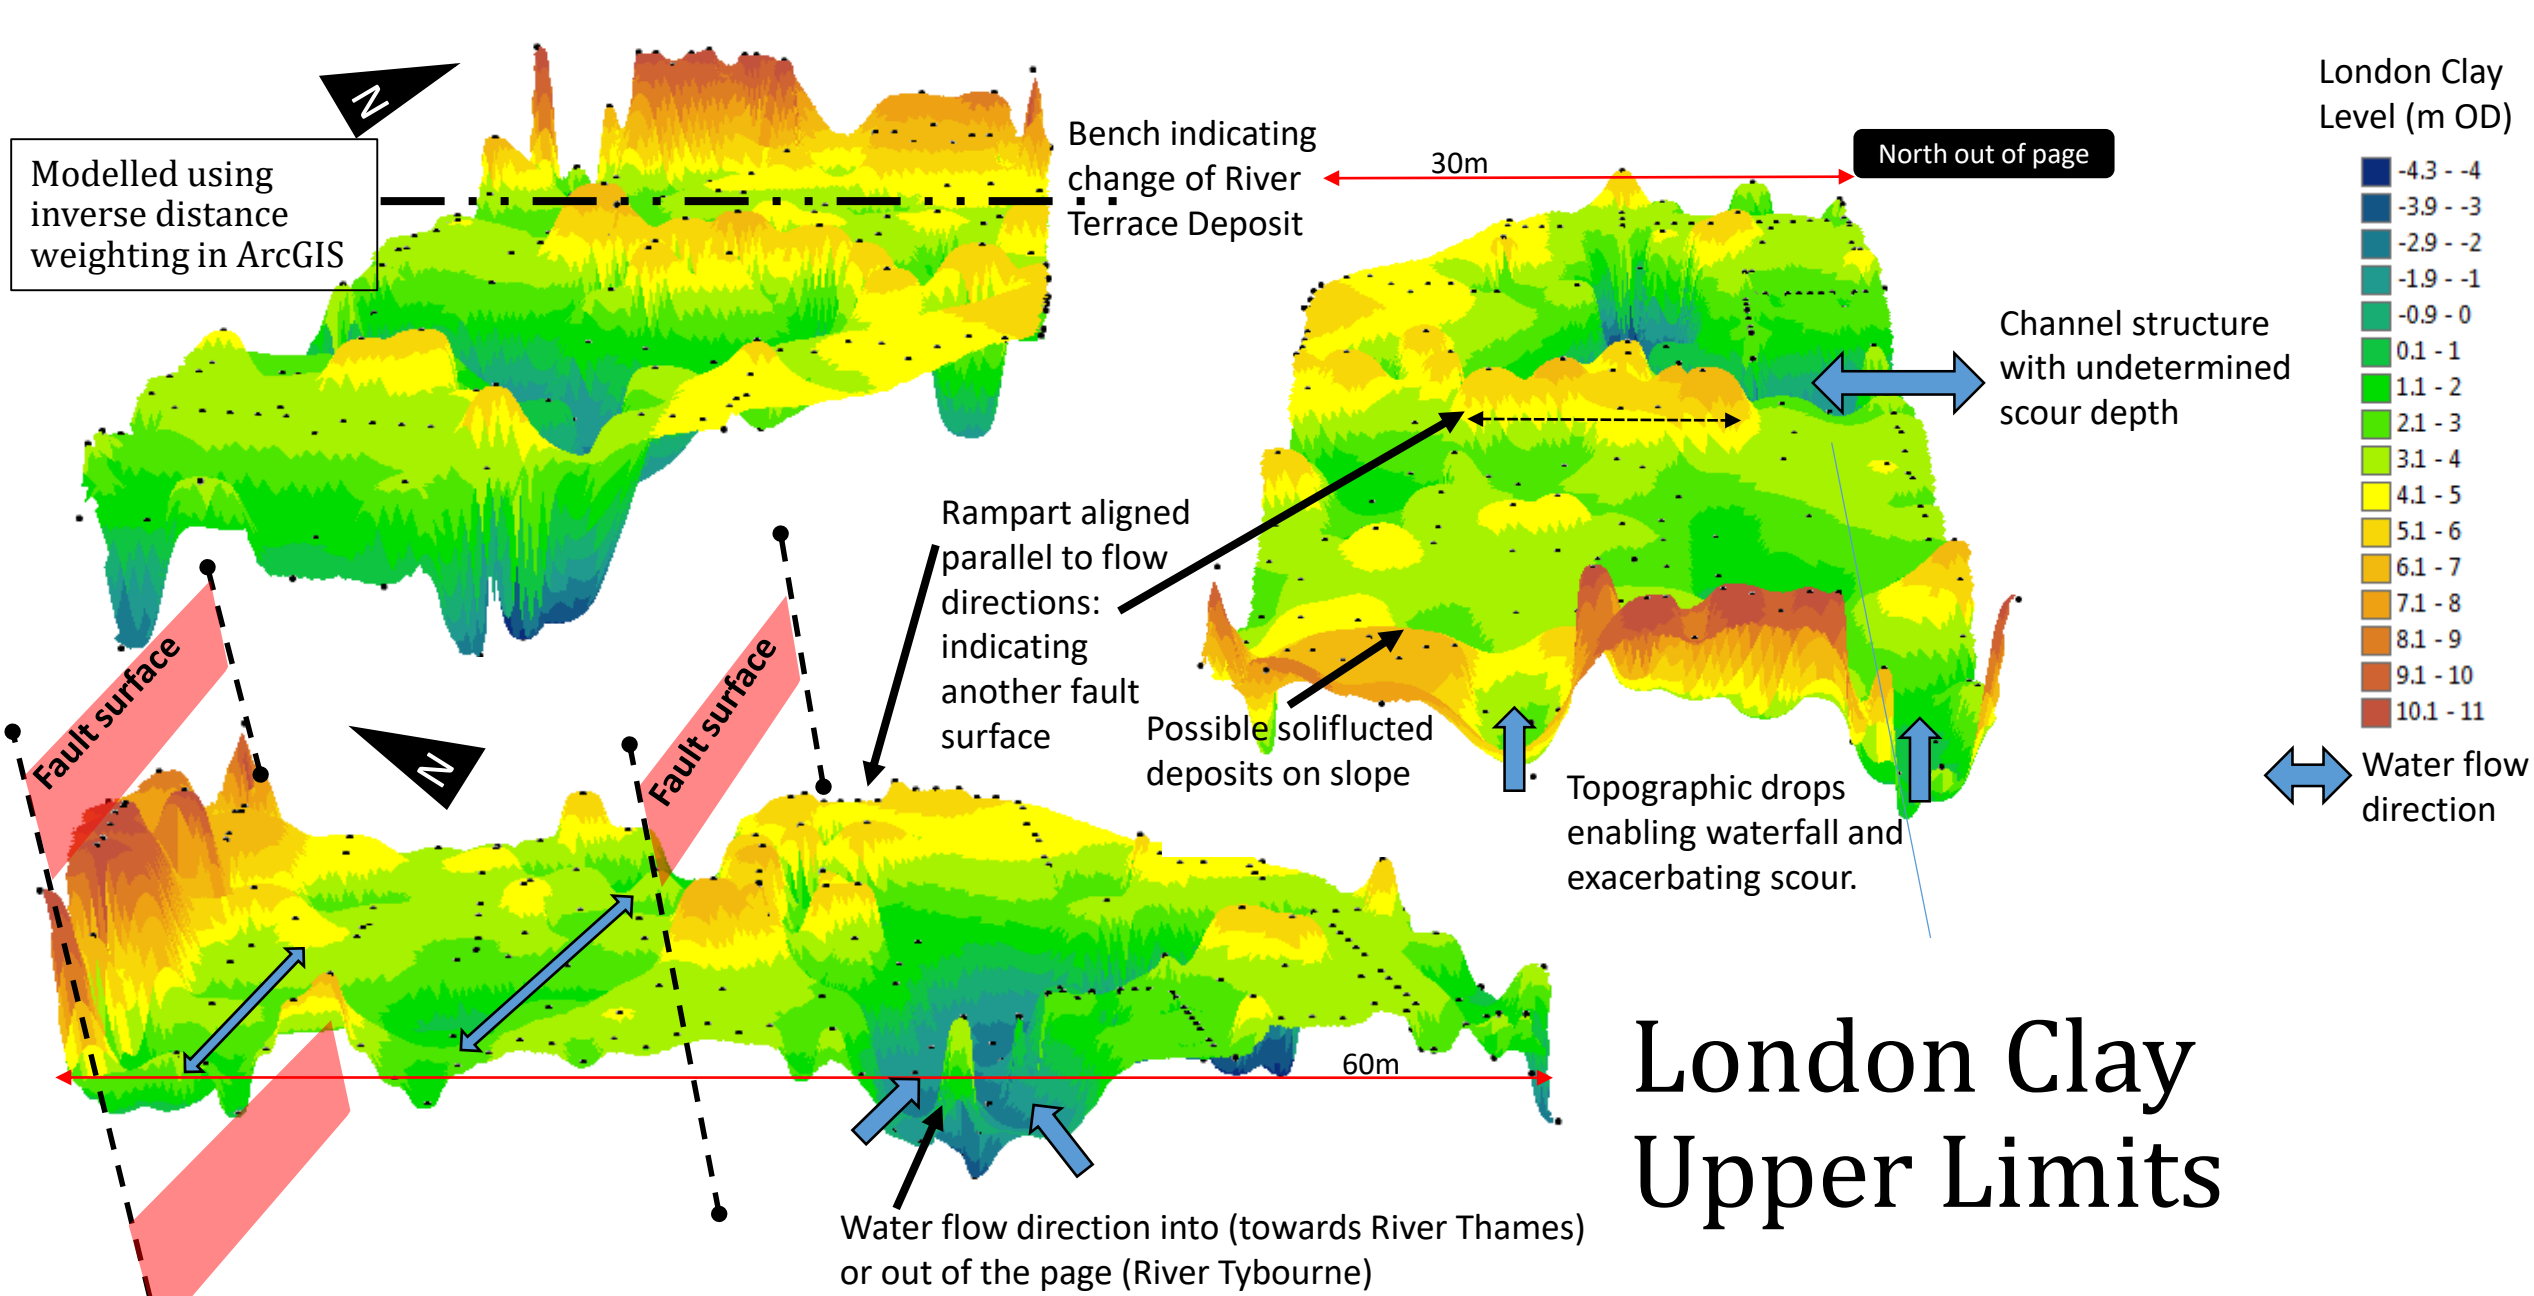 N
Modelled using
inverse distance
weighting in ArcGIS
Bench indicating
change of River
Terrace Deposit
30m
North out of page
London Clay
Level (m OD)
-4.3 - -4
-3.9 - -3
-2.9 - -2
-1.9 - -1
-0.9 - 0
0.1 - 1
1.1 - 2
2.1 - 3
3.1 - 4
4.1 - 5
5.1 - 6
6.1 - 7
7.1 - 8
8.1 - 9
9.1 - 10
10.1 - 11
Water flow
direction
Channel structure
with undetermined
scour depth
Rampart aligned
parallel to flow
directions:
indicating
another fault
surface
Possible soliflucted
deposits on slope
Topographic drops
enabling waterfall and
exacerbating scour.
Fault surface
Fault surface
N
60m
Water flow direction into (towards River Thames)
or out of the page (River Tybourne)
London Clay
Upper Limits